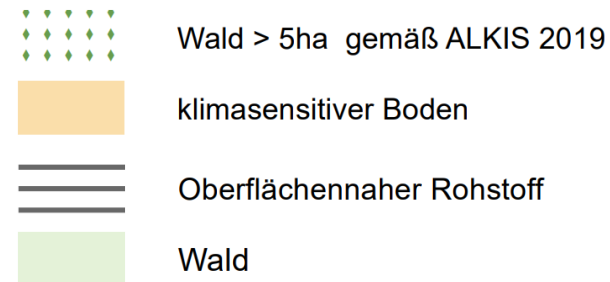 Wald > 5ha gemäß ALKIS 2019
klimasensitiver Boden
Oberflächennaher Rohstoff
Wald